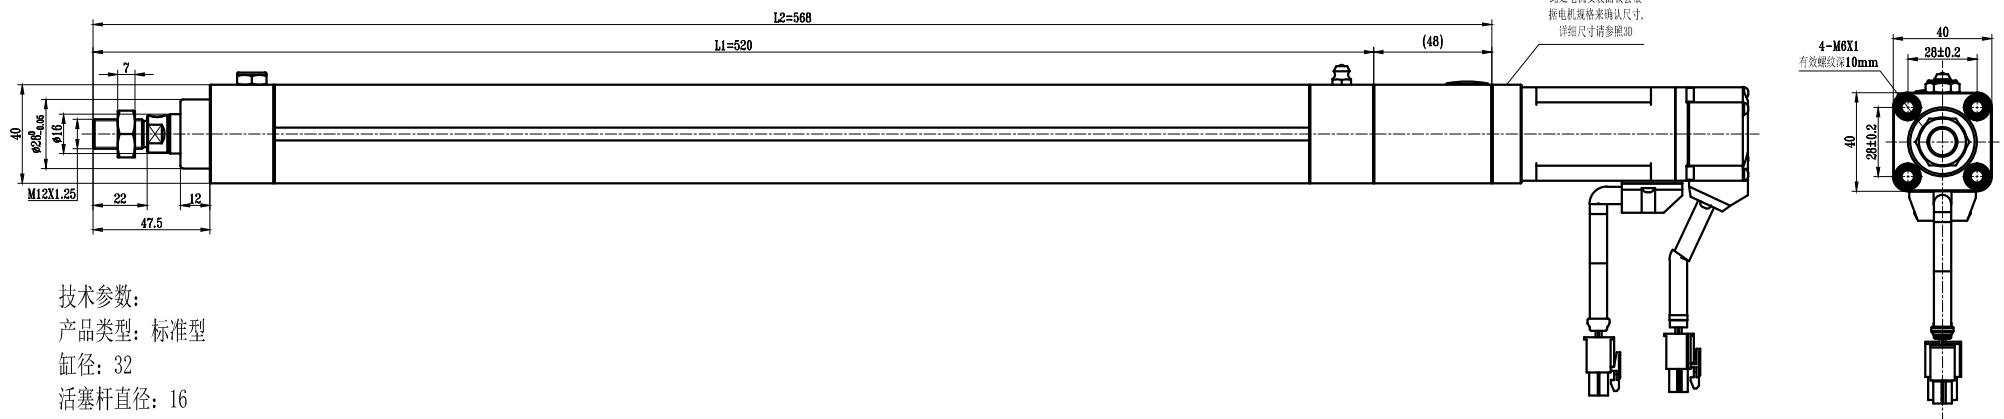 L2=568
据电机规格来确认尺寸,
详细尺寸请参照3D
L1=520
(48)
7
40
ø28 0 -0.05
ø16
M12X1.25
22
12
47.5
40
28±0.2
4-M6X1
有效螺纹深10mm
40
28±0.2
技术参数:
产品类型: 标准型
缸径: 32
活塞杆直径: 16